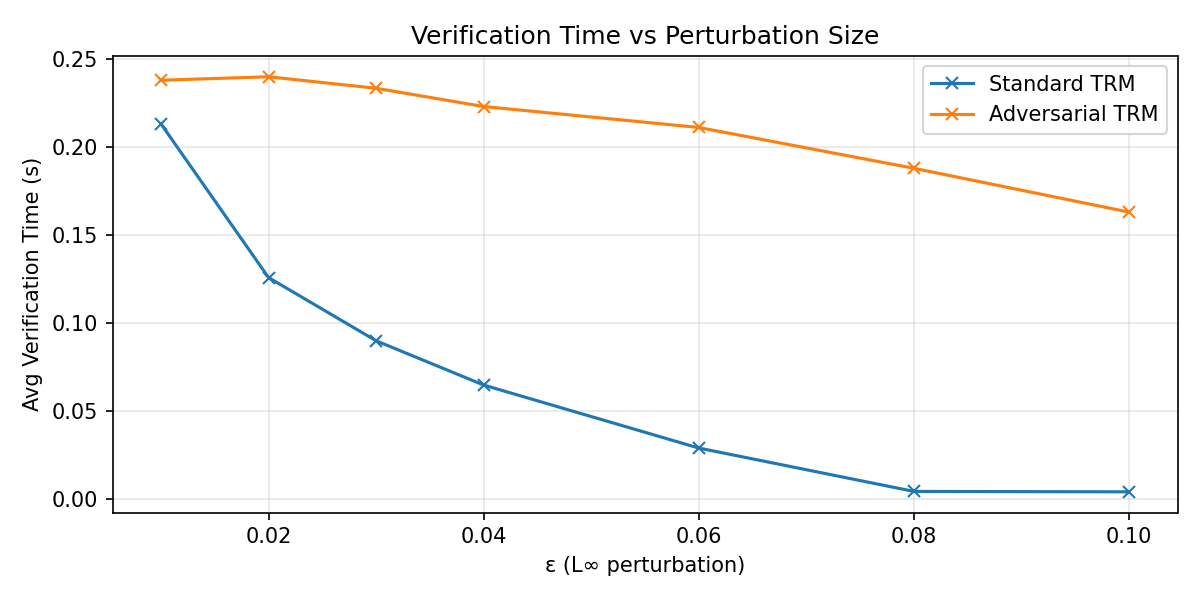 Verification Time vs Perturbation Size
Standard TRM
Adversarial TRM
Avg Verification Time (s)
0.25
0.20
0.15
0.10
0.05
0.00
0.02
0.04
0.06
0.08
0.10
ε (L∞ perturbation)